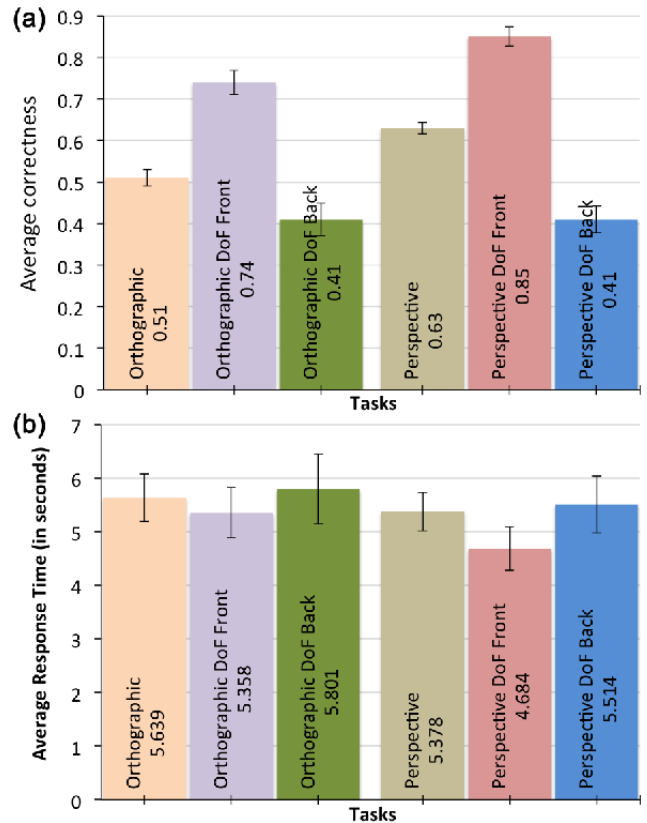 (a)
Average correctness
0.9
0.8
0.7
0.6
0.5
0.4
0.3
0.2
0.1
0
Orthographic
0.51
Orthographic DoF Front
0.74
Orthographic DoF Back
0.41
Perspective
0.63
Perspective DoF Front
0.85
Perspective DoF Back
0.41
Tasks
(b)
Average Response Time (in seconds)
7
6
5
4
3
2
1
0
Orthographic
5.639
Orthographic DoF Front
5.358
Orthographic DoF Back
5.801
Perspective
5.378
Perspective DoF Front
4.684
Perspective DoF Back
5.514
Tasks